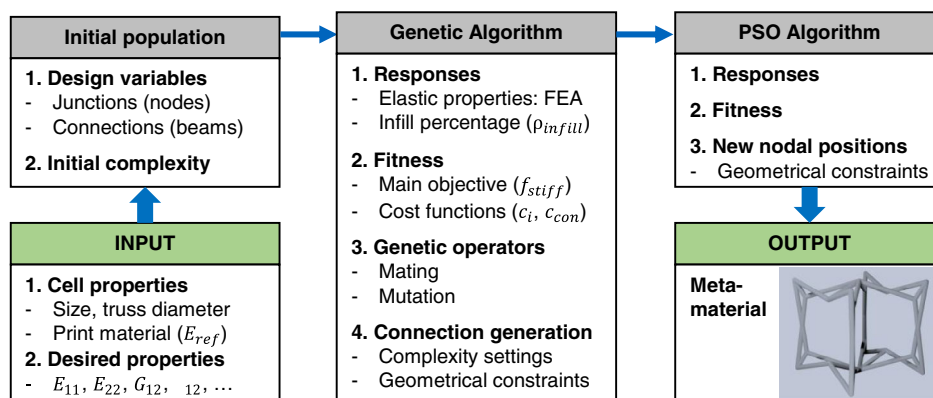 Initial population
1. Design variables
- Junctions (nodes)
- Connections (beams)
2. Initial complexity
INPUT
1. Cell properties
- Size, truss diameter
- Print material (E_ref)
2. Desired properties
- E_11, E_22, G_12, _12, …
Genetic Algorithm
1. Responses
- Elastic properties: FEA
- Infill percentage (ρ_infill)
2. Fitness
- Main objective (f_stiff)
- Cost functions (c_i, c_con)
3. Genetic operators
- Mating
- Mutation
4. Connection generation
- Complexity settings
- Geometrical constraints
PSO Algorithm
1. Responses
2. Fitness
3. New nodal positions
- Geometrical constraints
OUTPUT
Meta-
material